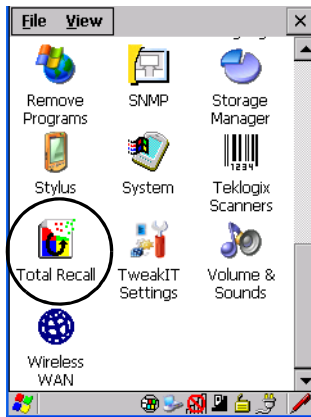 File View
Remove SNMP Storage
Programs Manager
1234
Stylus System Teklogix
Scanners
Total Recall TweakIT Volume &
Settings Sounds
Wireless
WAN